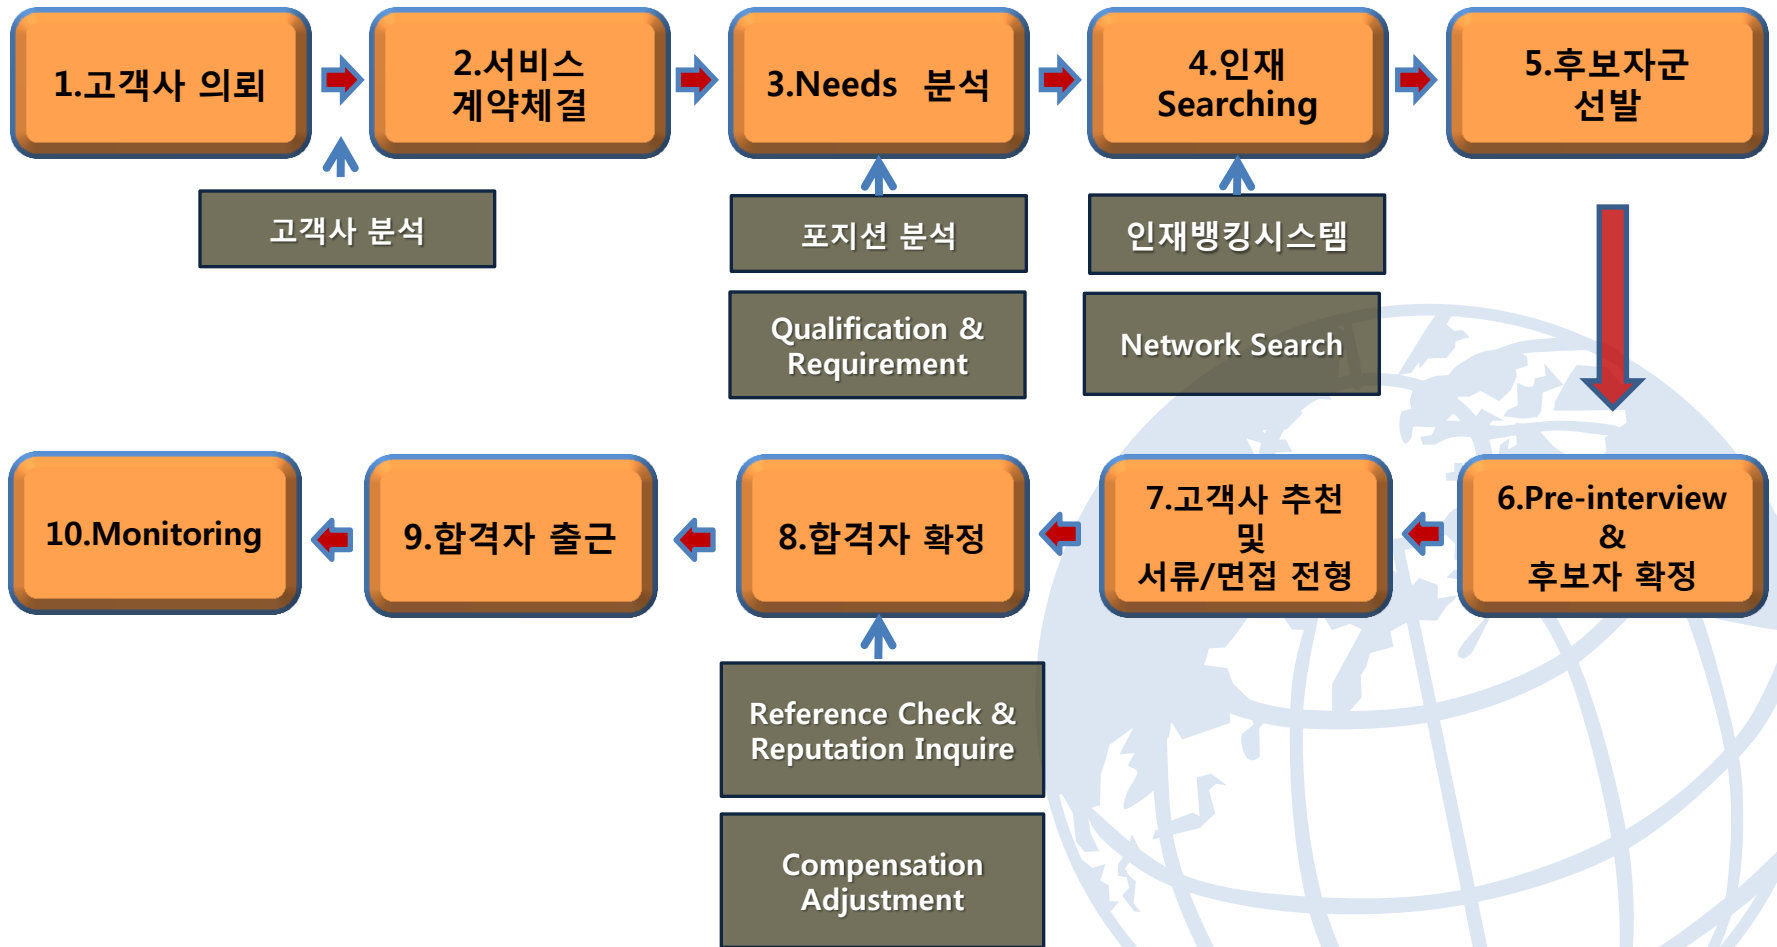 1.고객사 의뢰
2.서비스
계약체결
3.Needs 분석
4.인재
Searching
5.후보자군
선발
고객사 분석
포지션 분석
인재뱅킹시스템
Qualification &
Requirement
Network Search
10.Monitoring
9.합격자 출근
8.합격자 확정
7.고객사 추천
및
서류/면접 전형
6.Pre-interview
&
후보자 확정
Reference Check &
Reputation Inquire
Compensation
Adjustment